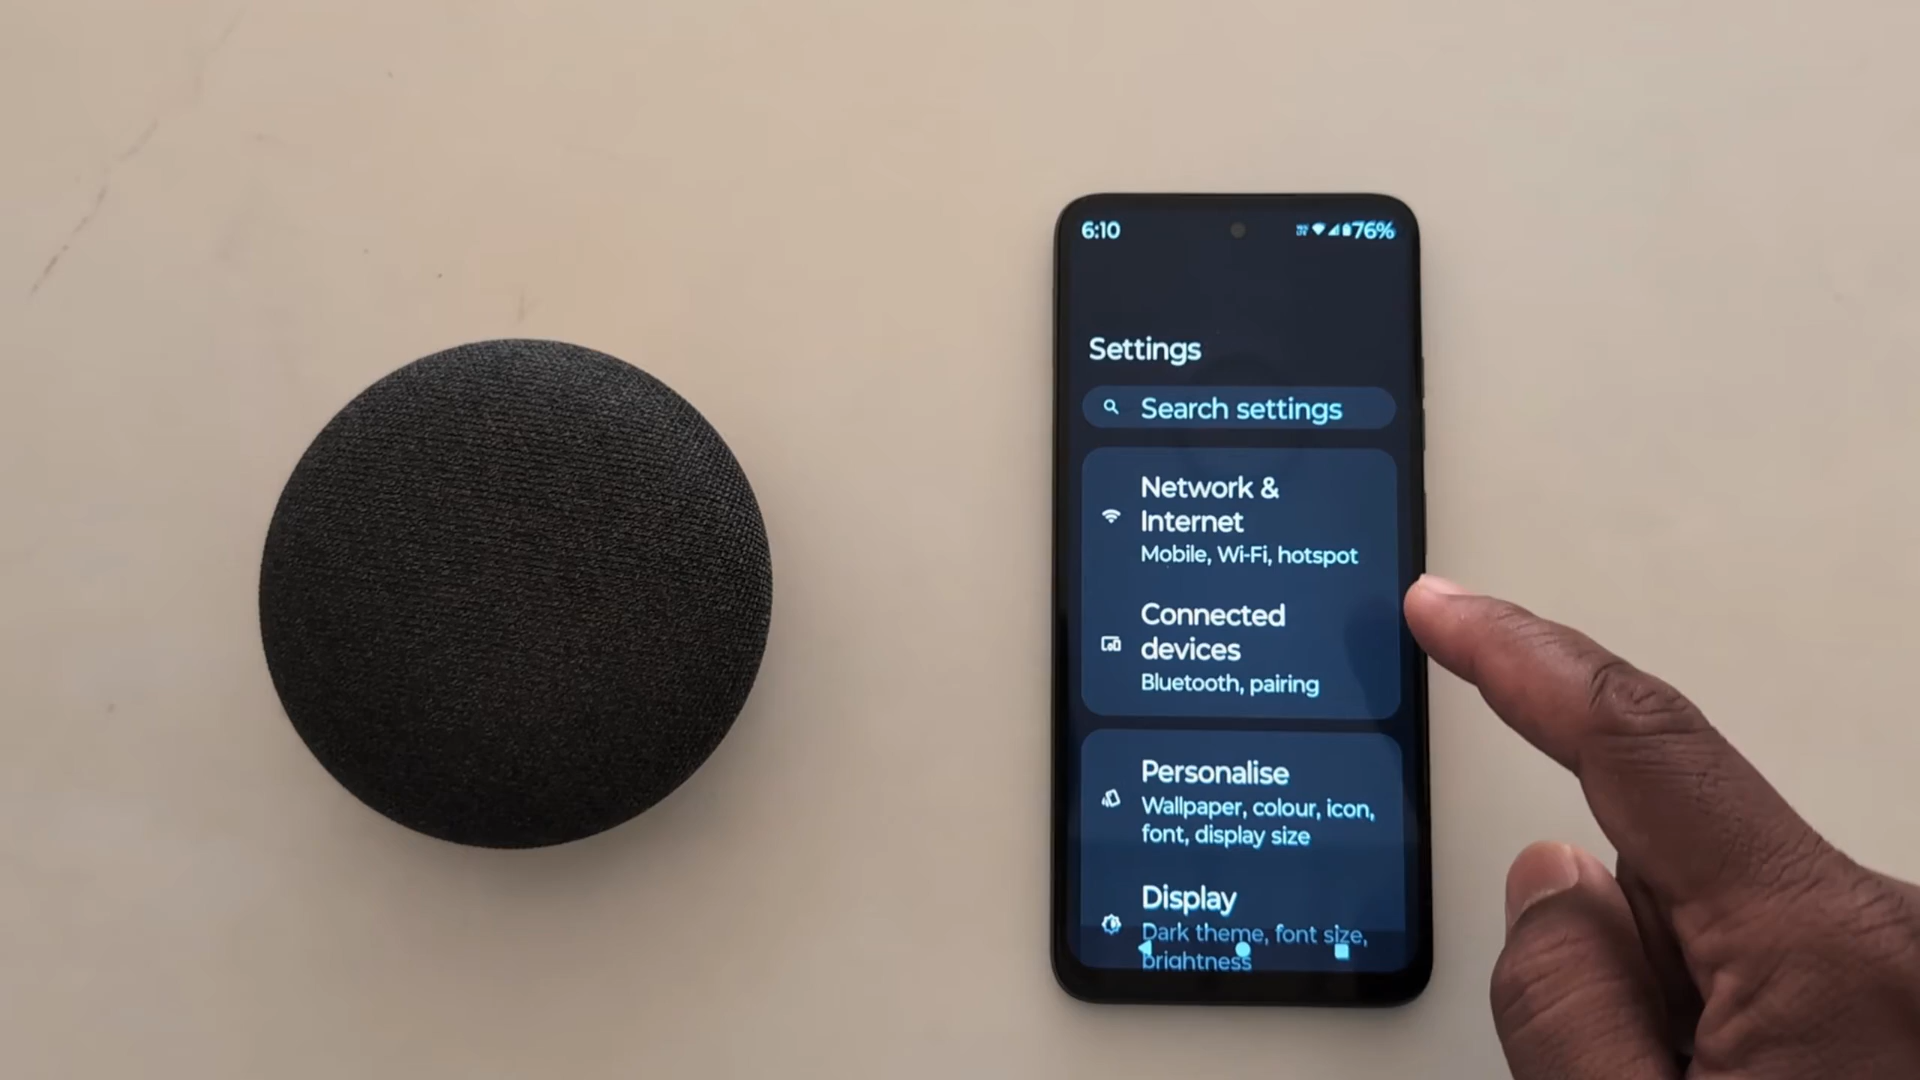 6:10
76%
Settings
Search settings
Network &
Internet
Mobile, Wi-Fi, hotspot
Connected
devices
Bluetooth, pairing
Personalise
Wallpaper, colour, icon,
font, display size
Display
Dark theme, font size,
brightness